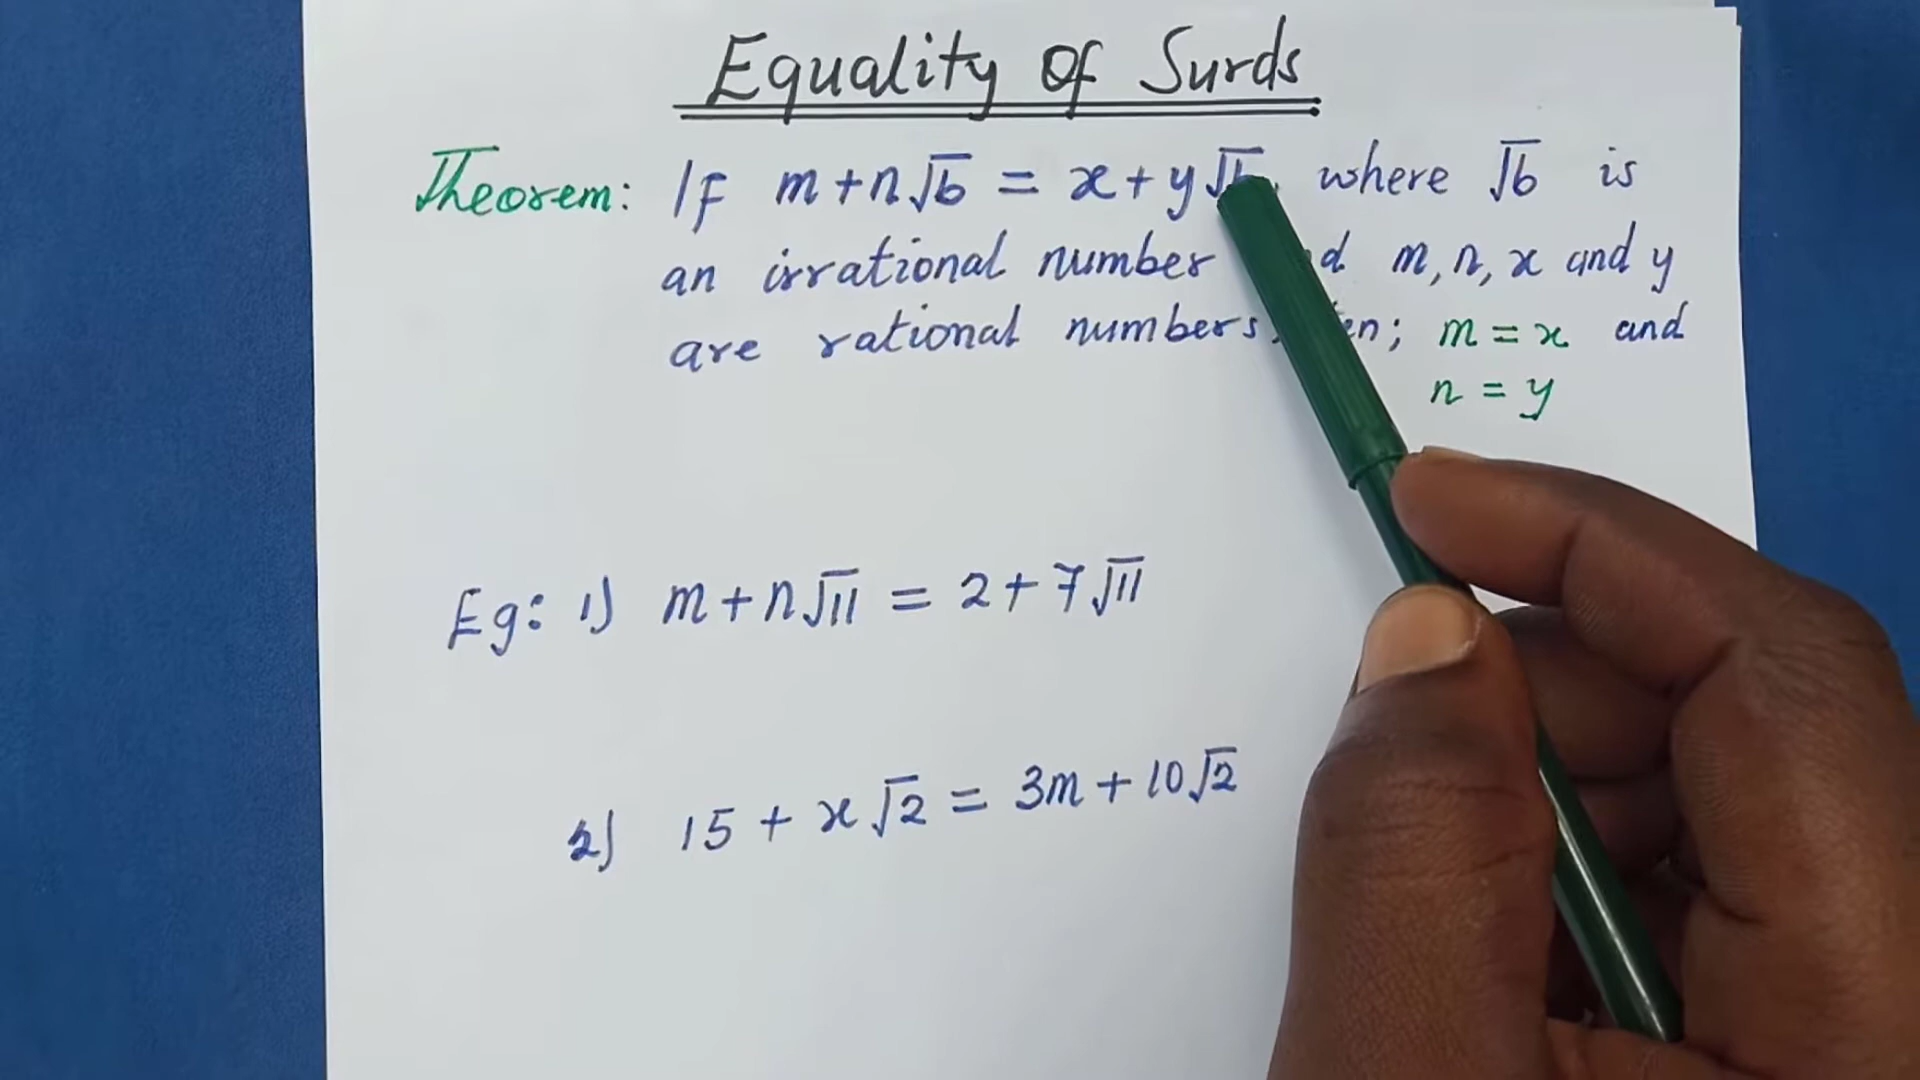 Equality Of Surds
Theorem: If m+n√b = x+y√b, where √b is
an irrational number m, n, x and y
are rational numbers, m = x and
n = y
Eg: 1) m+n√11 = 2+7√11
2) 15 + x√2 = 3m + 10√2